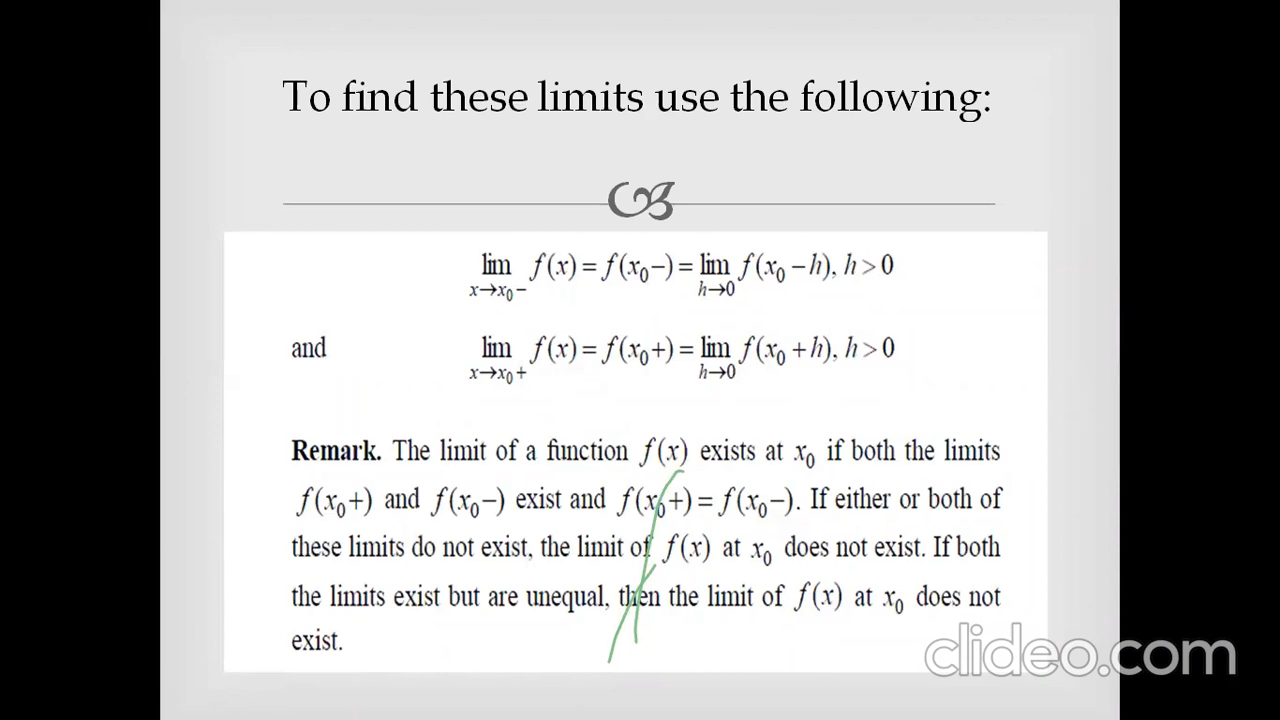 To find these limits use the following:
lim f(x) = f(x₀−) = lim f(x₀ − h), h > 0
x→x₀− h→0
and lim f(x) = f(x₀+) = lim f(x₀ + h), h > 0
x→x₀+ h→0
Remark. The limit of a function f(x) exists at x₀ if both the limits
f(x₀+) and f(x₀−) exist and f(x₀+) = f(x₀−). If either or both of
these limits do not exist, the limit of f(x) at x₀ does not exist. If both
the limits exist but are unequal, then the limit of f(x) at x₀ does not
exist.
clideo.com